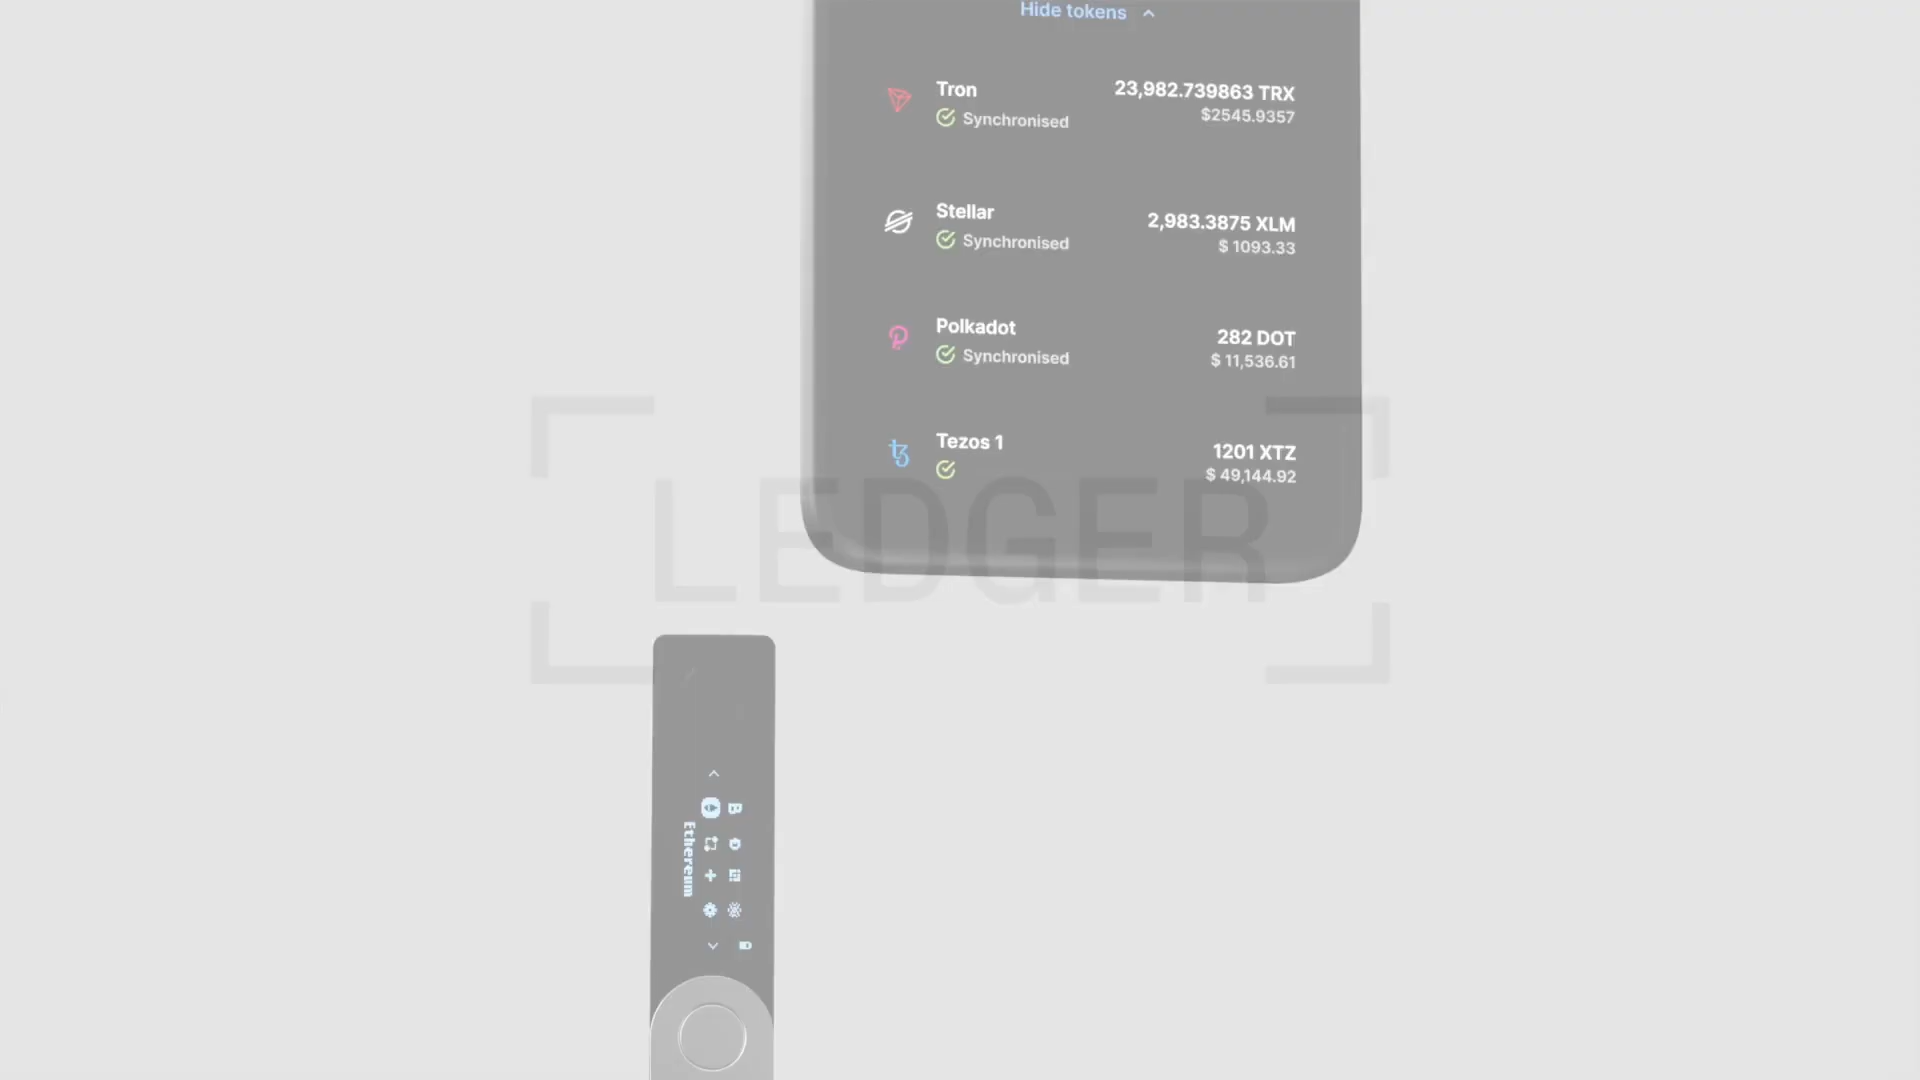 Hide tokens
Tron
23,982.739863 TRX
Synchronised
$2545.9357
Stellar
2,983.3875 XLM
Synchronised
$ 1093.33
Polkadot
282 DOT
Synchronised
$ 11,536.61
Tezos 1
1201 XTZ
$ 49,144.92
LEDGER
Ethereum